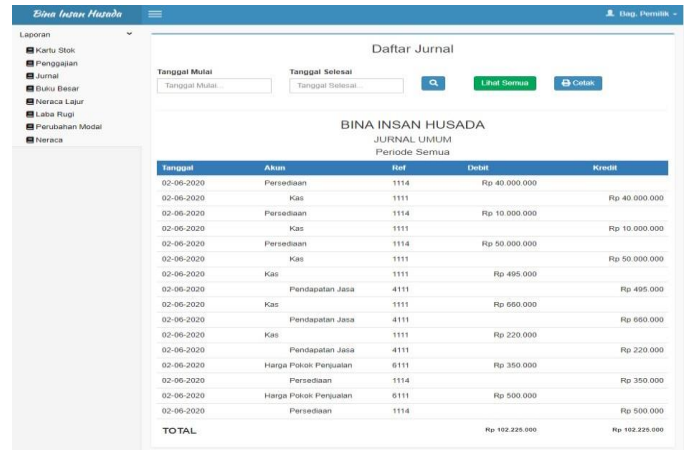 Bina Insan Husada
Bag. Pemilik
Laporan
Kartu Stok
Penggajian
Jurnal
Buku Besar
Neraca Lajur
Laba Rugi
Perubahan Modal
Neraca
Daftar Jurnal
Tanggal Mulai Tanggal Selesai
Tanggal Mulai... Tanggal Selesai... Lihat Semua Cetak
BINA INSAN HUSADA
JURNAL UMUM
Periode Semua
Tanggal Akun Ref Debit Kredit
02-06-2020 Persediaan 1114 Rp 40.000.000
02-06-2020 Kas 1111 Rp 40.000.000
02-06-2020 Persediaan 1114 Rp 10.000.000
02-06-2020 Kas 1111 Rp 10.000.000
02-06-2020 Persediaan 1114 Rp 50.000.000
02-06-2020 Kas 1111 Rp 50.000.000
02-06-2020 Kas 1111 Rp 495.000
02-06-2020 Pendapatan Jasa 4111 Rp 495.000
02-06-2020 Kas 1111 Rp 660.000
02-06-2020 Pendapatan Jasa 4111 Rp 660.000
02-06-2020 Kas 1111 Rp 220.000
02-06-2020 Pendapatan Jasa 4111 Rp 220.000
02-06-2020 Harga Pokok Penjualan 6111 Rp 350.000
02-06-2020 Persediaan 1114 Rp 350.000
02-06-2020 Harga Pokok Penjualan 6111 Rp 500.000
02-06-2020 Persediaan 1114 Rp 500.000
TOTAL Rp 102.225.000 Rp 102.225.000